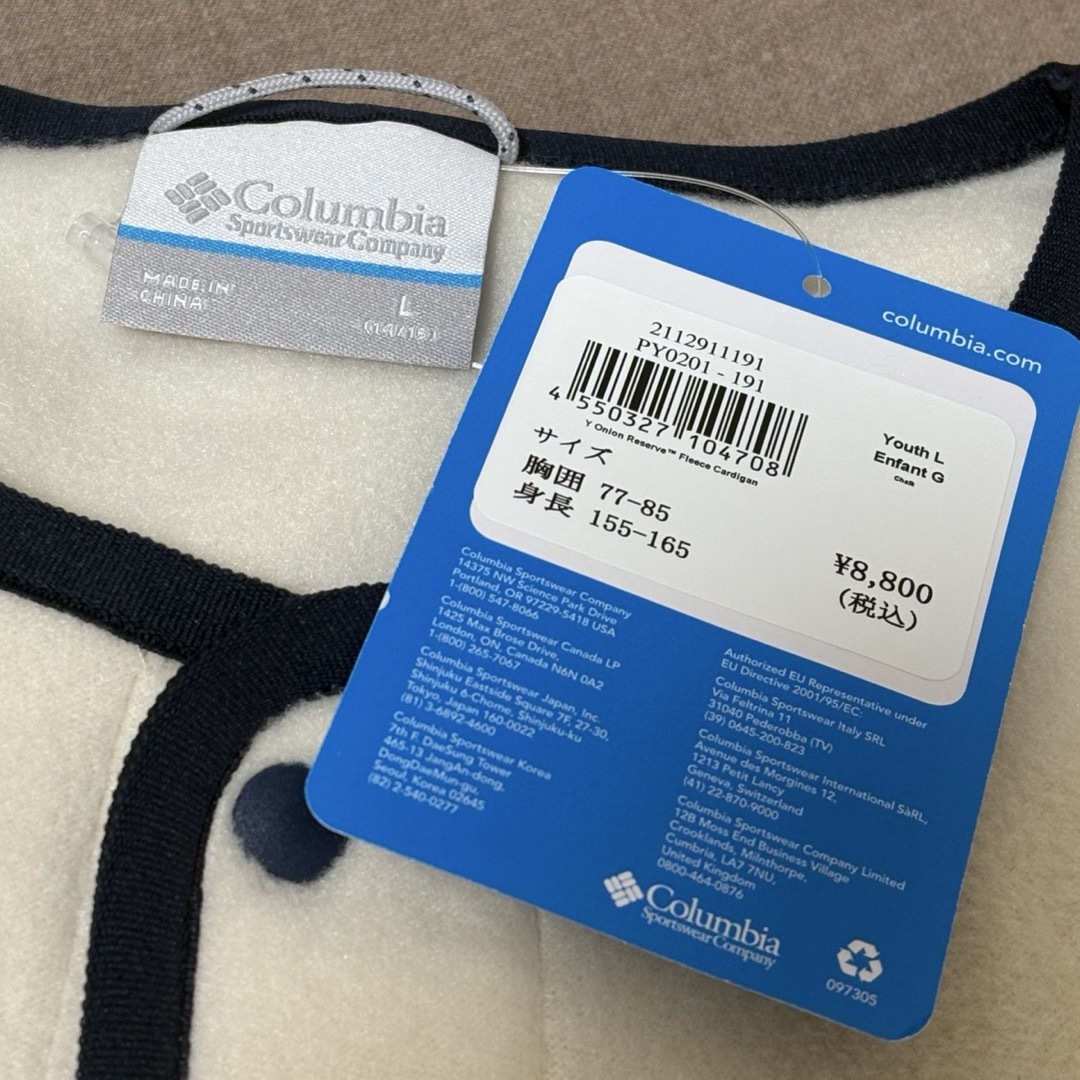 Columbia
Sportswear Company
MADE IN
CHINA
L
(14/16)
columbia.com
2112911191
PY0201 - 191
4 550327 104708
Y Onion Reserve™ Fleece Cardigan
Youth L
Enfant G
Chalk
サイズ
胸囲 77-85
身長 155-165
¥8,800
(税込)
Columbia Sportswear Company
14375 NW Science Park Drive
Portland, OR 97229-5418 USA
1-(800) 547-8066
Columbia Sportswear Canada LP
1425 Max Brose Drive,
London, ON, Canada N6N 0A2
1-(800) 265-7067
Columbia Sportswear Japan, Inc.
Shinjuku Eastside Square 7F, 27-30,
Shinjuku 6-Chome, Shinjuku-ku
Tokyo, Japan 160-0022
(81) 3-6892-4600
Columbia Sportswear Korea
7th F. DaeSung Tower
465-13 JangAn-dong,
DongDaeMun-gu,
Seoul, Korea 02645
(82) 2-540-0277
Authorized EU Representative under
EU Directive 2001/95/EC:
Columbia Sportswear Italy SRL
Via Feltrina 11
31040 Pederobba (TV)
(39) 0645-200-823
Columbia Sportswear International SàRL,
Avenue des Morgines 12,
1213 Petit Lancy
Geneva, Switzerland
(41) 22-870-9000
Columbia Sportswear Company Limited
12B Moss End Business Village
Crooklands, Milnthorpe,
Cumbria, LA7 7NU,
United Kingdom
0800-464-0876
Columbia
Sportswear Company
097305